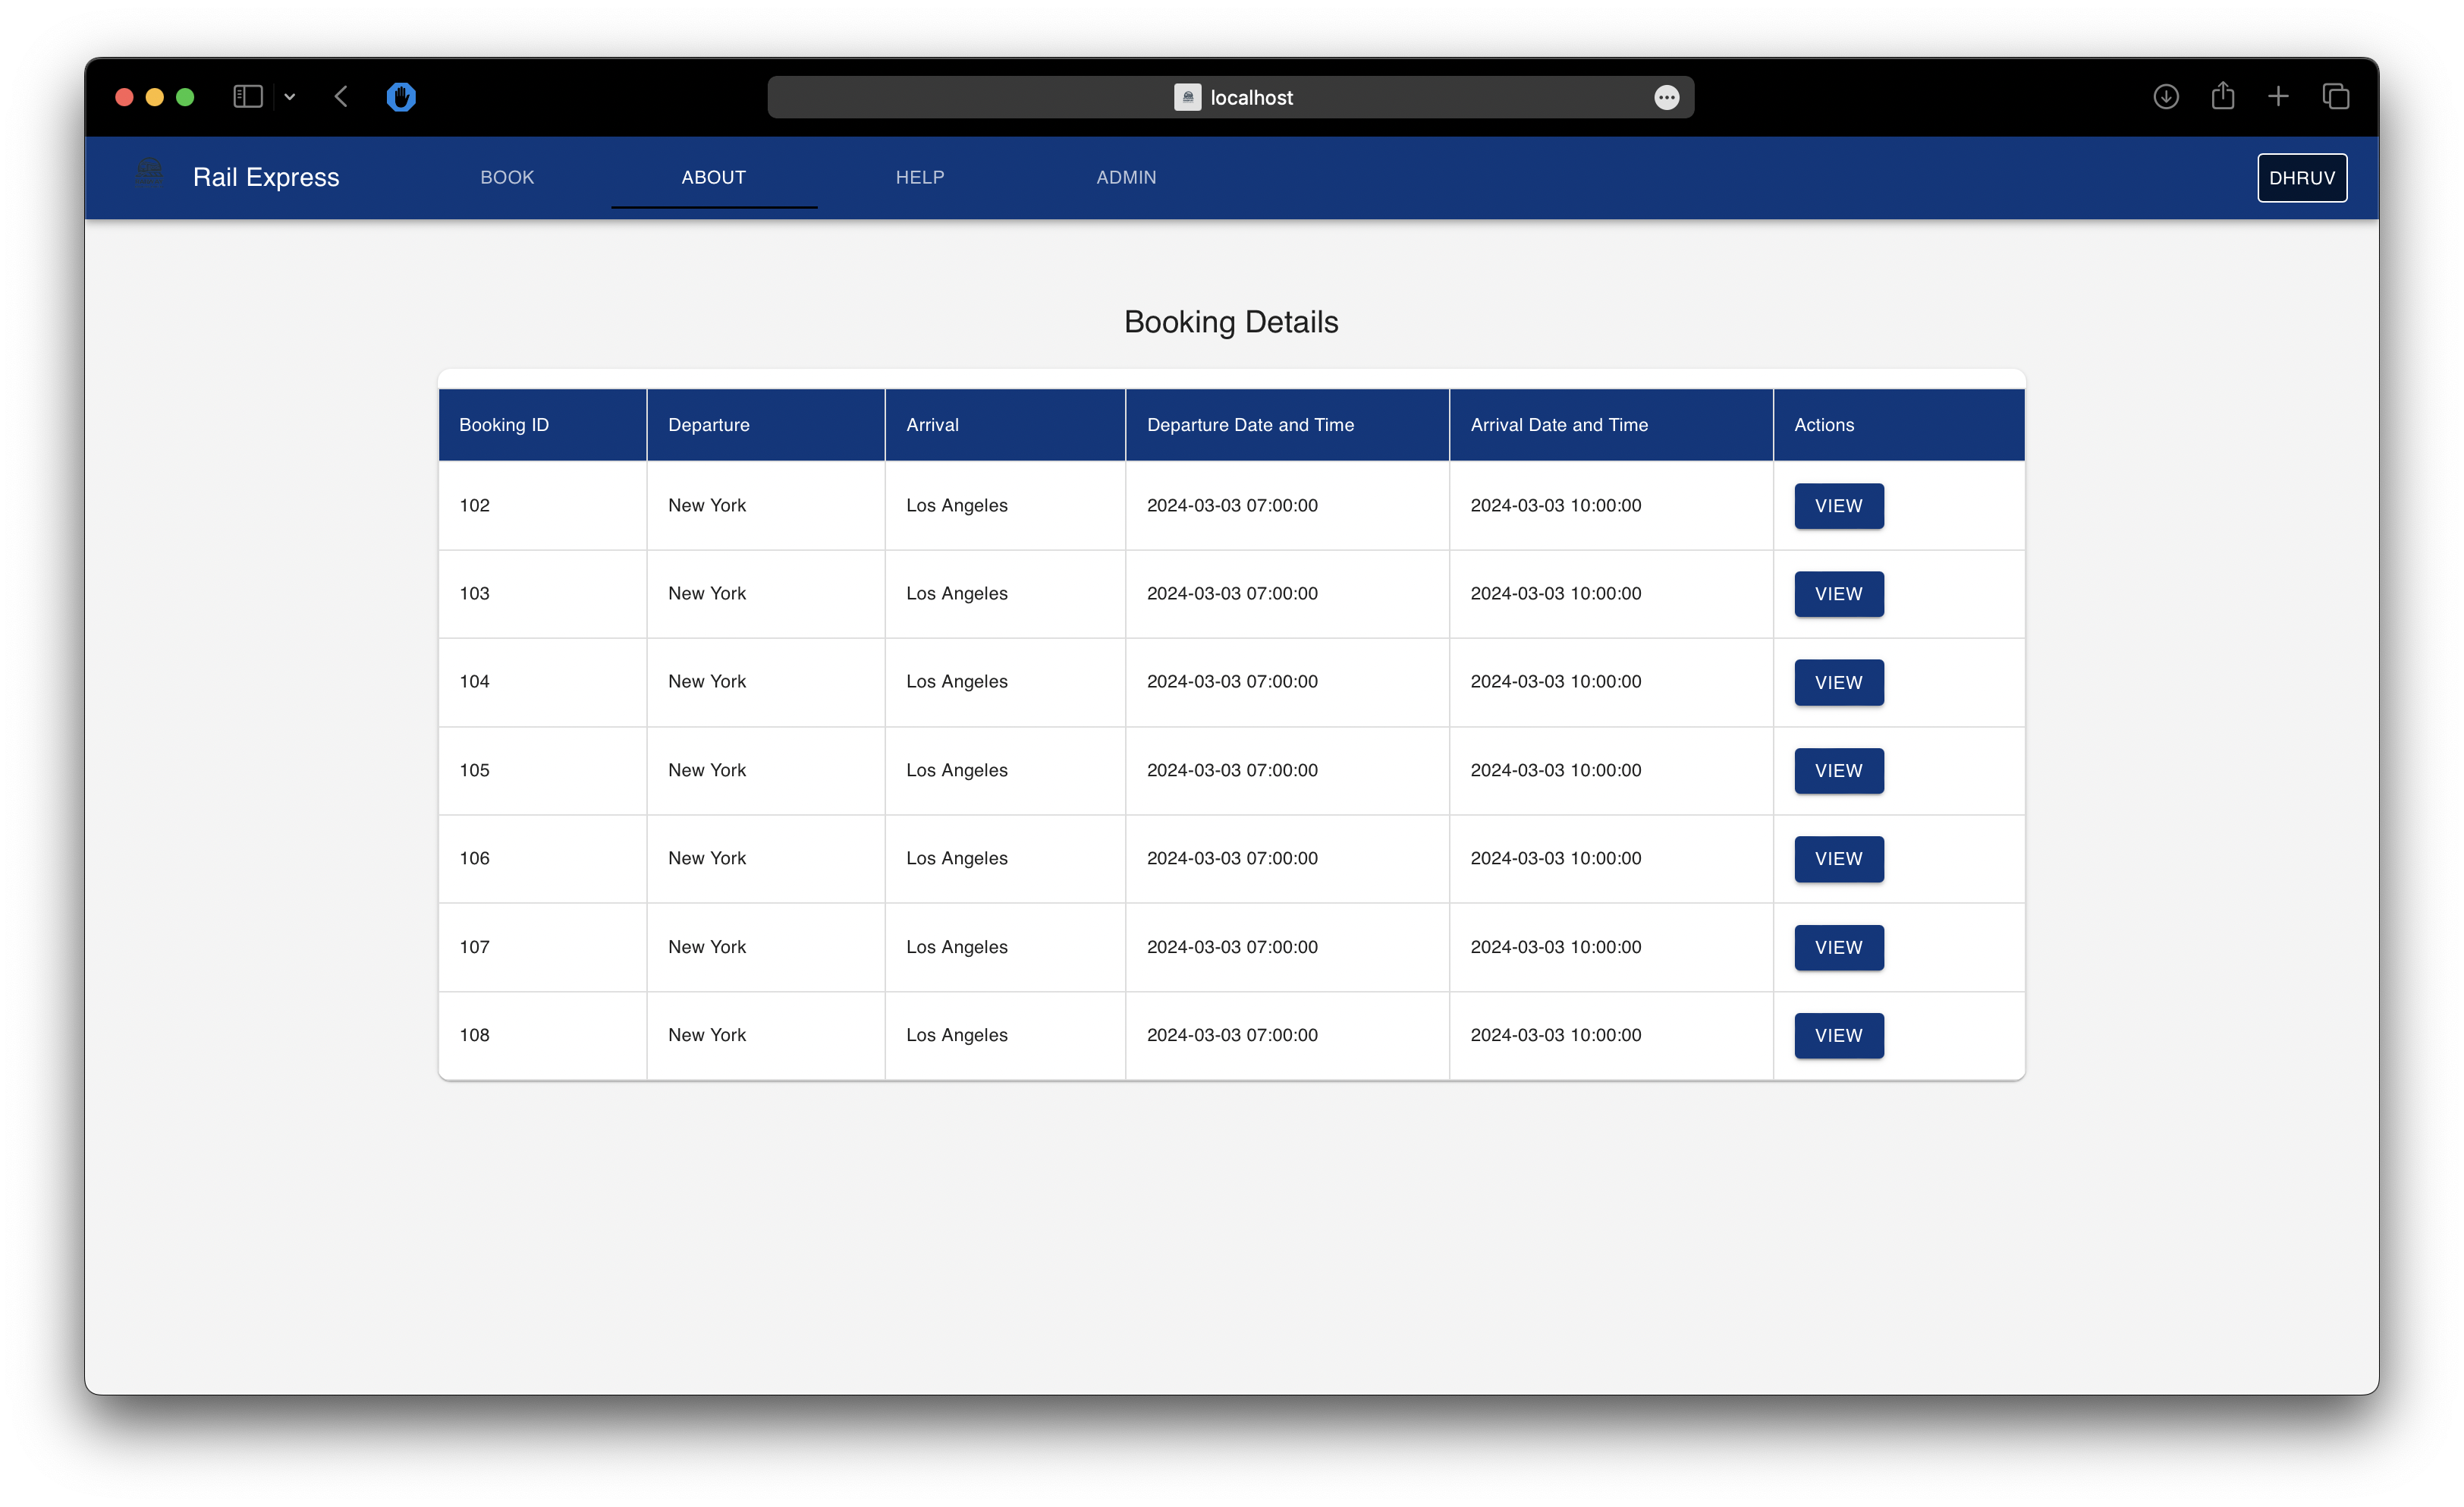 localhost
Rail Express BOOK ABOUT HELP ADMIN DHRUV
Booking Details
Booking ID Departure Arrival Departure Date and Time Arrival Date and Time Actions
102 New York Los Angeles 2024-03-03 07:00:00 2024-03-03 10:00:00 VIEW
103 New York Los Angeles 2024-03-03 07:00:00 2024-03-03 10:00:00 VIEW
104 New York Los Angeles 2024-03-03 07:00:00 2024-03-03 10:00:00 VIEW
105 New York Los Angeles 2024-03-03 07:00:00 2024-03-03 10:00:00 VIEW
106 New York Los Angeles 2024-03-03 07:00:00 2024-03-03 10:00:00 VIEW
107 New York Los Angeles 2024-03-03 07:00:00 2024-03-03 10:00:00 VIEW
108 New York Los Angeles 2024-03-03 07:00:00 2024-03-03 10:00:00 VIEW